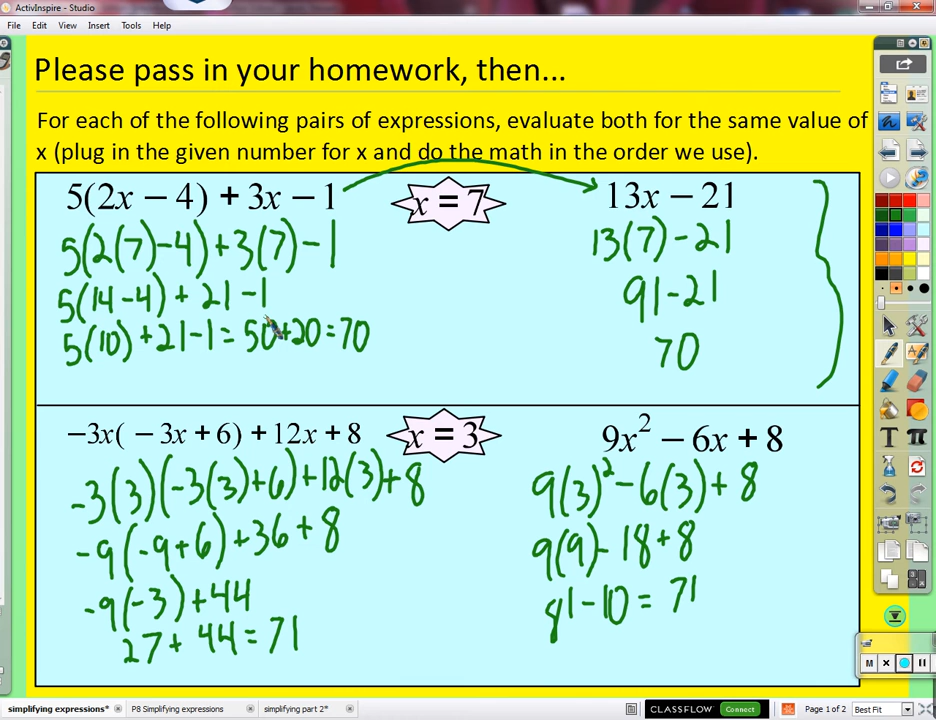 ActivInspire - Studio
File Edit View Insert Tools Help
Please pass in your homework, then...
For each of the following pairs of expressions, evaluate both for the same value of
x (plug in the given number for x and do the math in the order we use).
5(2x − 4) + 3x − 1
x = 7
13x − 21
5(2(7)-4)+3(7)-1
13(7)-21
5(14-4)+21-1
91-21
5(10)+21-1=50+20=70
70
−3x( − 3x + 6) + 12x + 8
x = 3
9x² − 6x + 8
-3(3)(-3(3)+6)+12(3)+8
9(3)²-6(3)+8
-9(-9+6)+36+8
9(9)-18+8
-9(-3)+44
81-10=71
27+44=71
simplifying expressions* P8 Simplifying expressions simplifying part 2* CLASSFLOW Connect Page 1 of 2 Best Fit